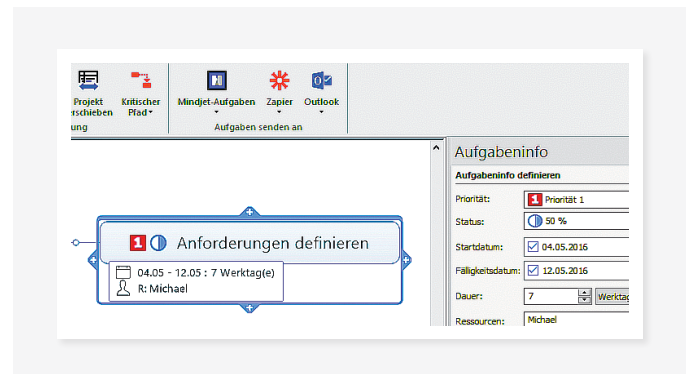 Projekt Kritischer Mindjet-Aufgaben Zapier Outlook
rschieben Pfad
ung Aufgaben senden an
Aufgabeninfo
Aufgabeninfo definieren
Priorität: 1 Priorität 1
Status: 50 %
Startdatum: 04.05.2016
Fälligkeitsdatum: 12.05.2016
Dauer: 7 Werktag
Ressourcen: Michael
1 Anforderungen definieren
04.05 - 12.05 : 7 Werktag(e)
R: Michael